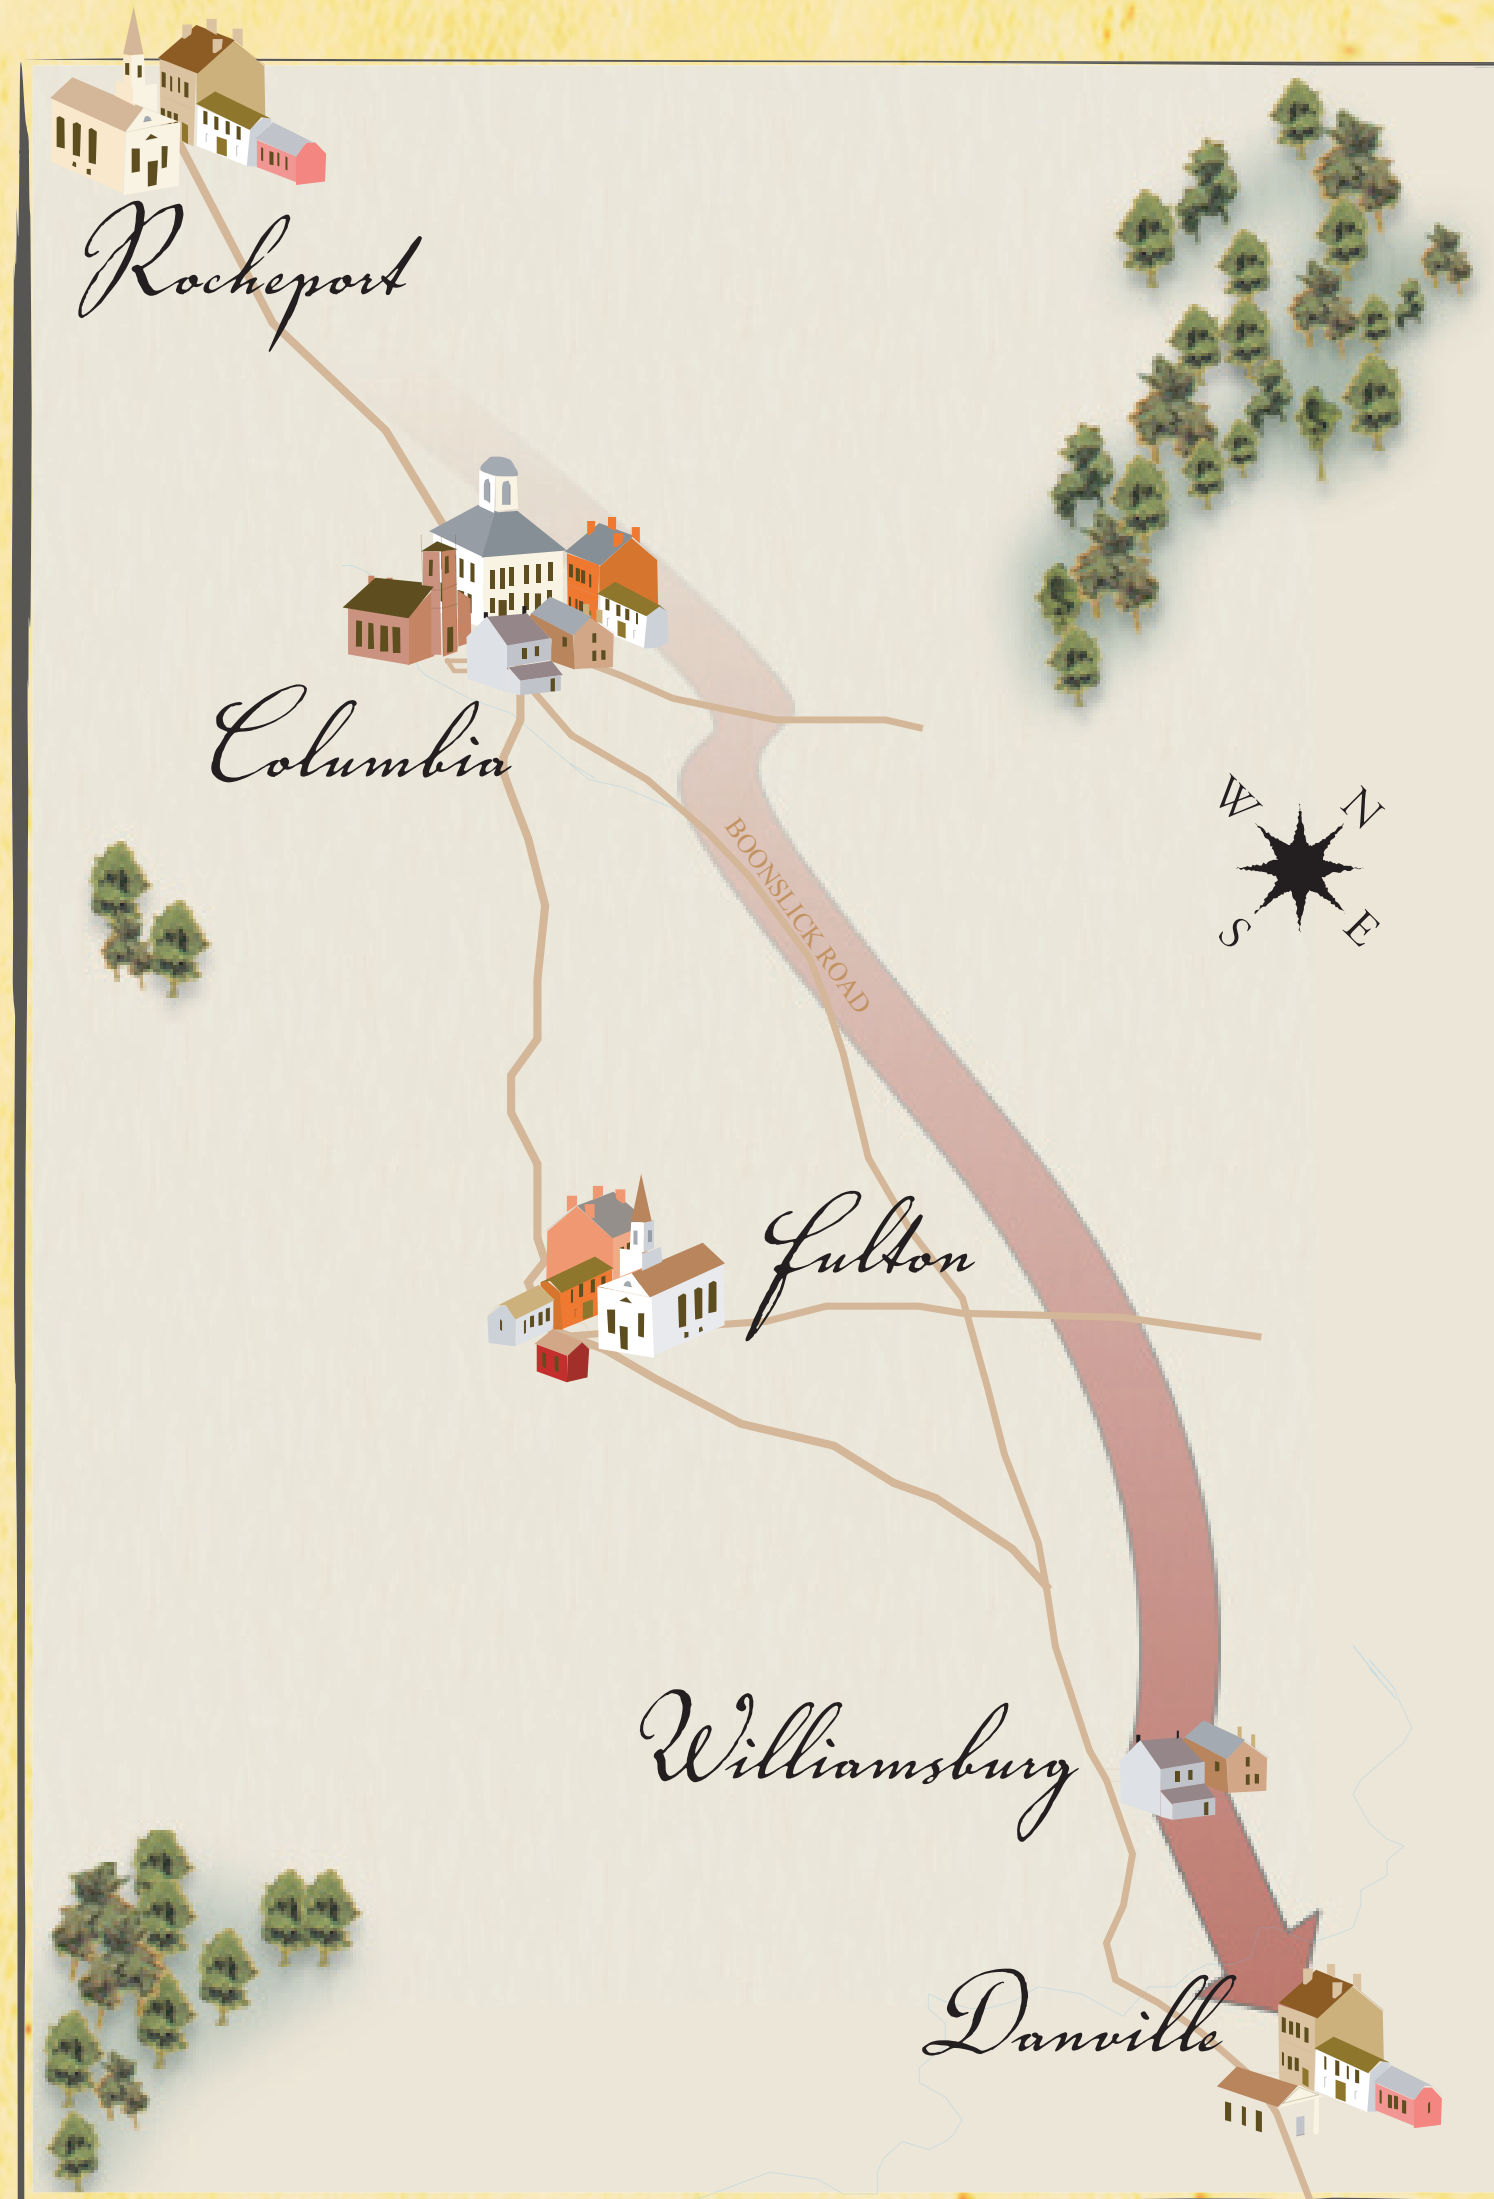 Rocheport
Columbia
W
N
BOONSLICK ROAD
S
E
Fulton
Williamsburg
Danville